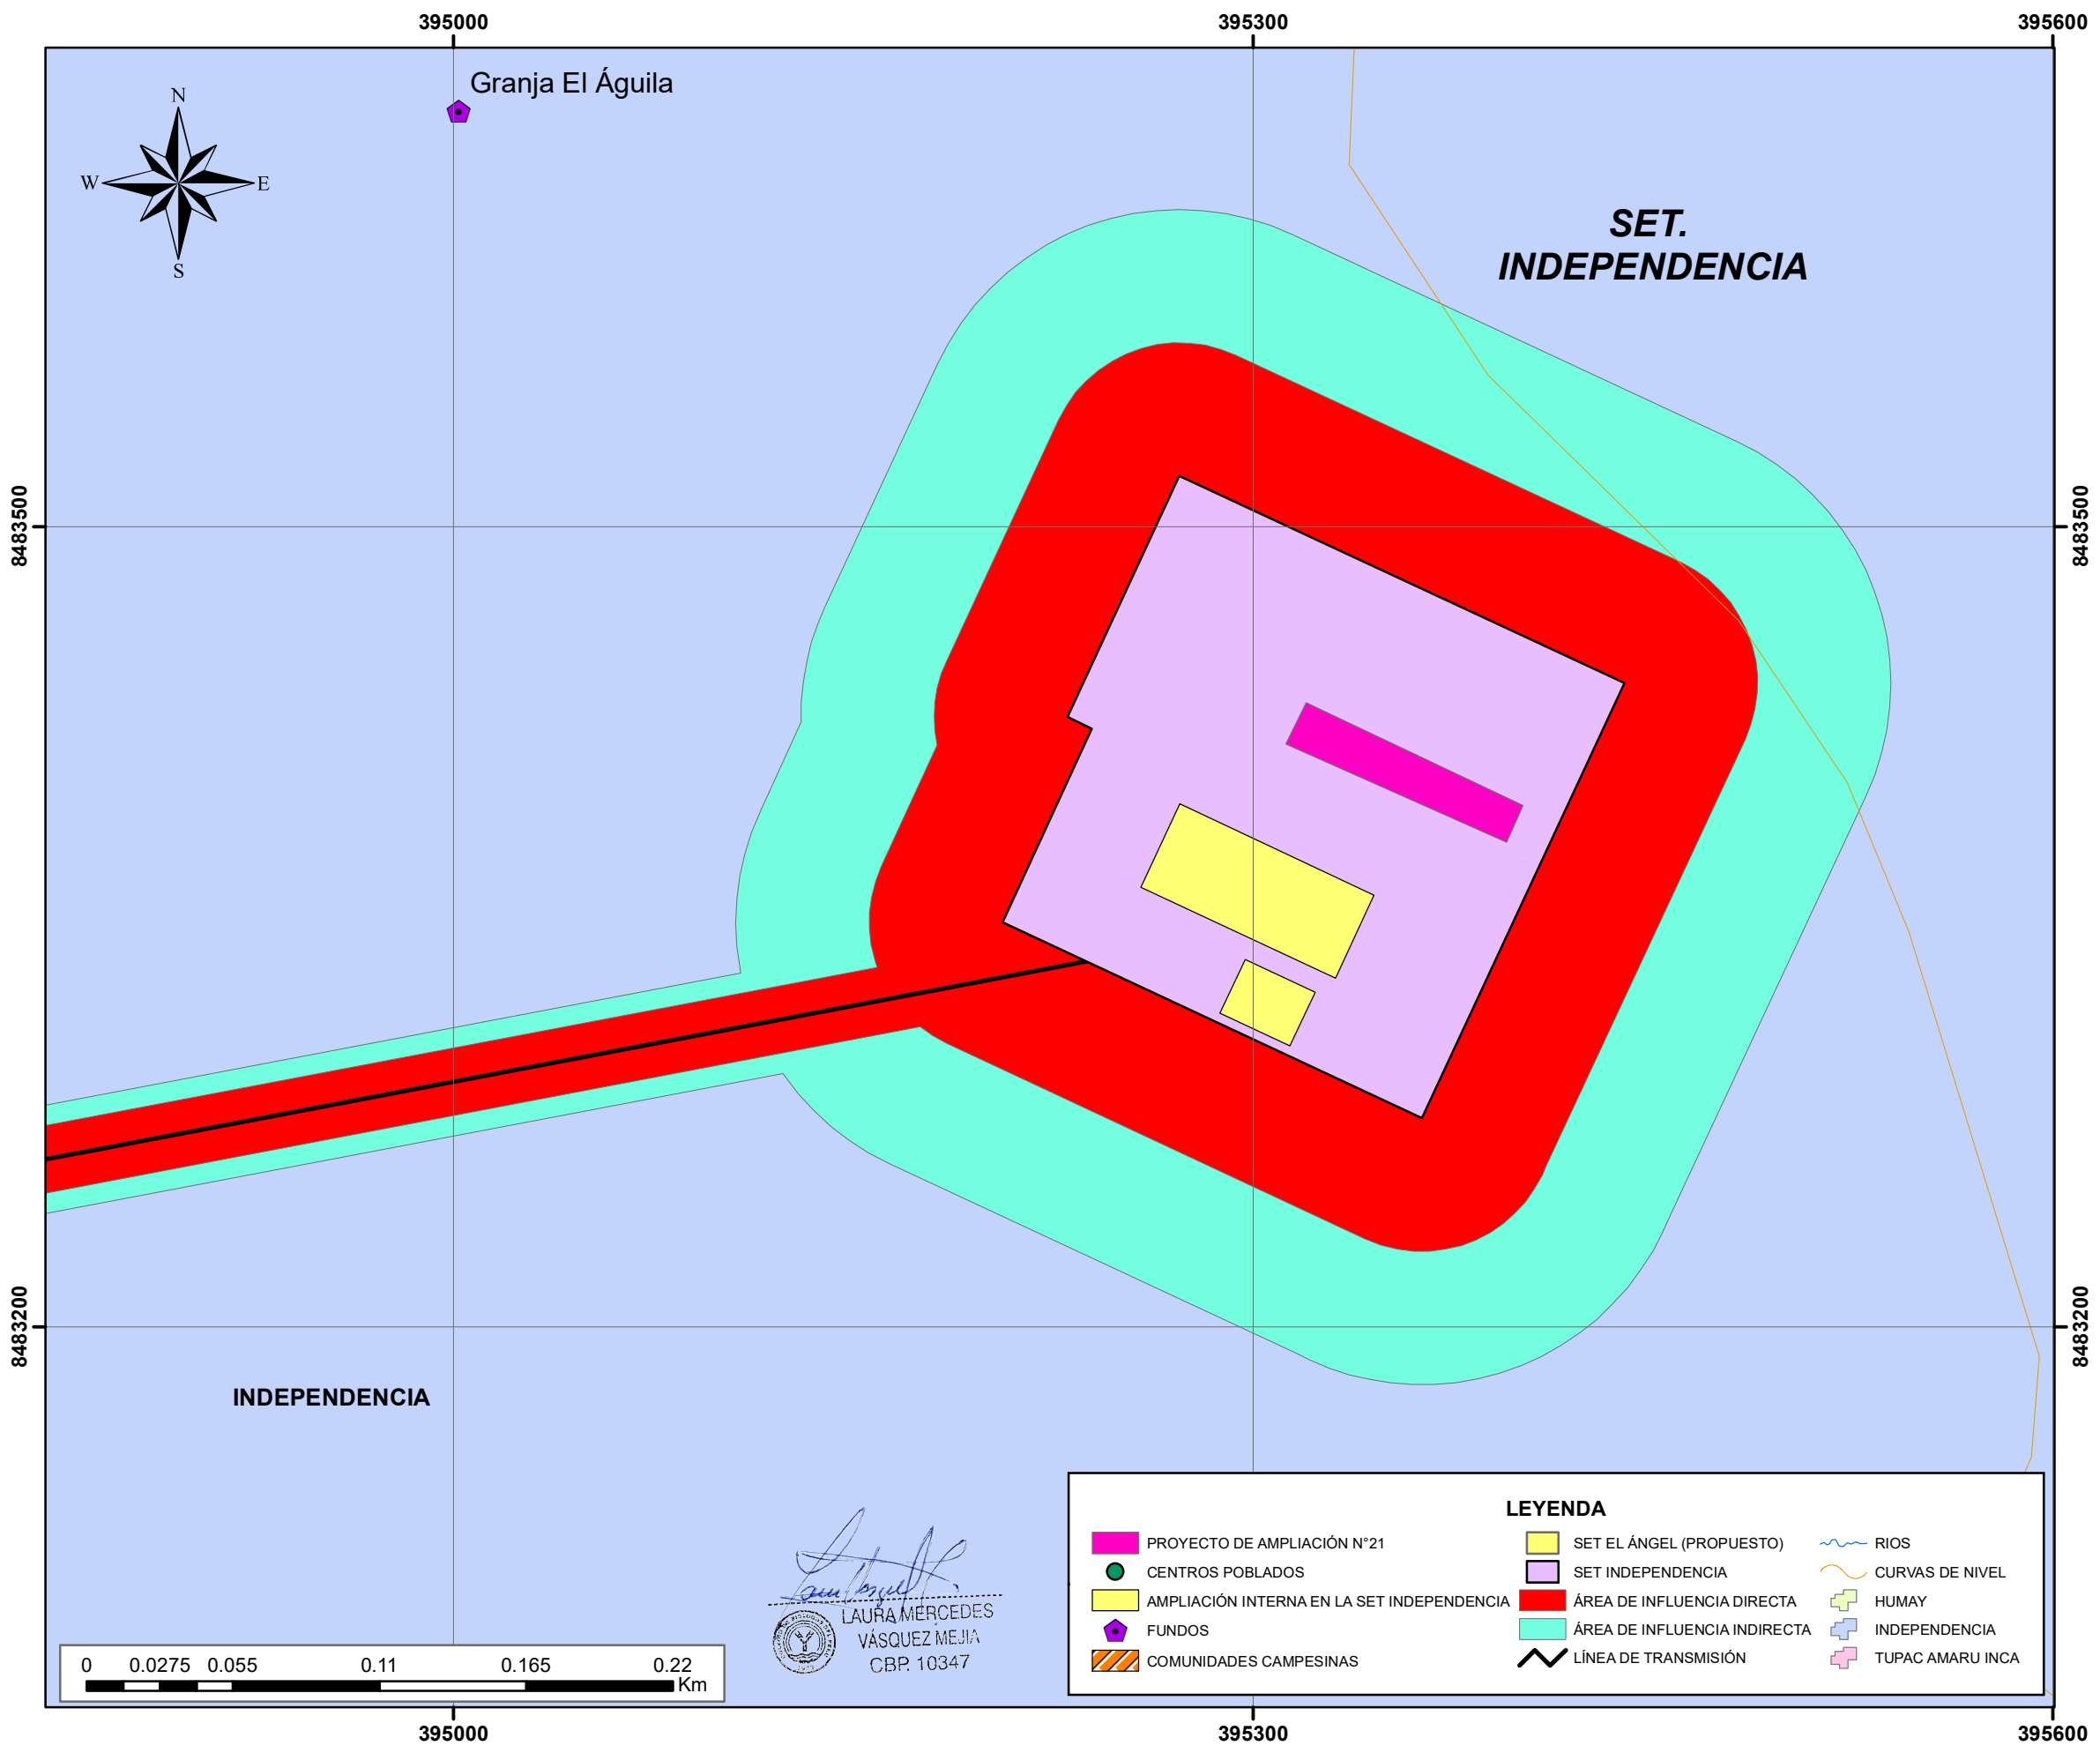 395000
395300
395600
Granja El Águila
N
W
E
S
SET.
INDEPENDENCIA
8483500
8483500
8483200
8483200
INDEPENDENCIA
LEYENDA
PROYECTO DE AMPLIACIÓN N°21
CENTROS POBLADOS
AMPLIACIÓN INTERNA EN LA SET INDEPENDENCIA
FUNDOS
COMUNIDADES CAMPESINAS
SET EL ÁNGEL (PROPUESTO)
SET INDEPENDENCIA
ÁREA DE INFLUENCIA DIRECTA
ÁREA DE INFLUENCIA INDIRECTA
LÍNEA DE TRANSMISIÓN
RIOS
CURVAS DE NIVEL
HUMAY
INDEPENDENCIA
TUPAC AMARU INCA
LAURA MERCEDES
VÁSQUEZ MEJIA
CBP. 10347
0 0.0275 0.055 0.11 0.165 0.22
Km
395000
395300
395600